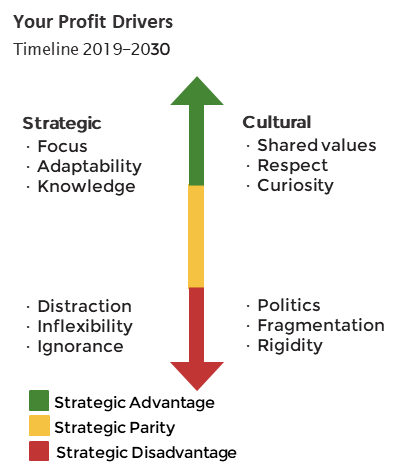 Your Profit Drivers
Timeline 2019-2030
Strategic
· Focus
· Adaptability
· Knowledge
Cultural
· Shared values
· Respect
· Curiosity
· Distraction
· Inflexibility
· Ignorance
· Politics
· Fragmentation
· Rigidity
Strategic Advantage
Strategic Parity
Strategic Disadvantage